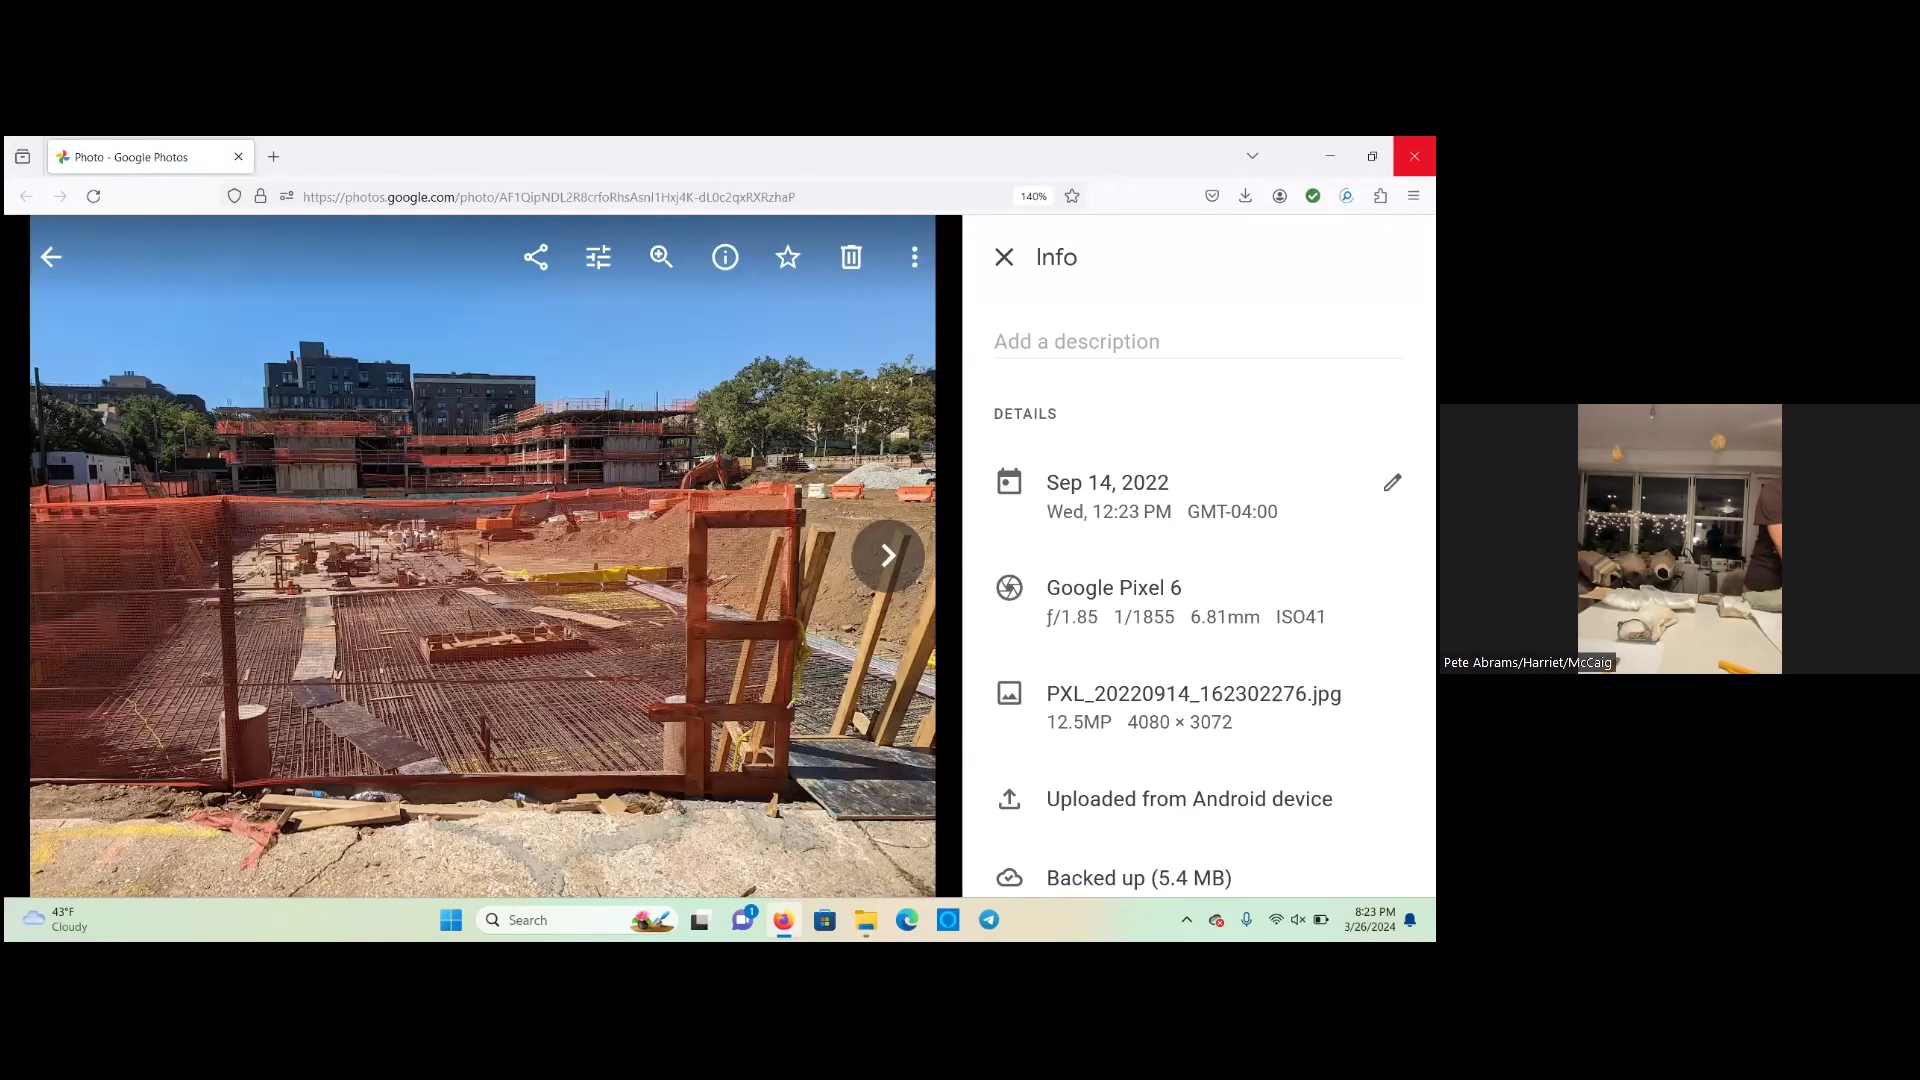 Photo - Google Photos
https://photos.google.com/photo/AF1QipNDL2R8crfoRhsAsnl1Hxj4K-dL0c2qxRXRzhaP
140%
Info
Add a description
DETAILS
Sep 14, 2022
Wed, 12:23 PM GMT-04:00
Google Pixel 6
ƒ/1.85 1/1855 6.81mm ISO41
PXL_20220914_162302276.jpg
12.5MP 4080 × 3072
Uploaded from Android device
Backed up (5.4 MB)
Pete Abrams/Harriet/McCaig
43°F
Cloudy
Search
1
8:23 PM
3/26/2024